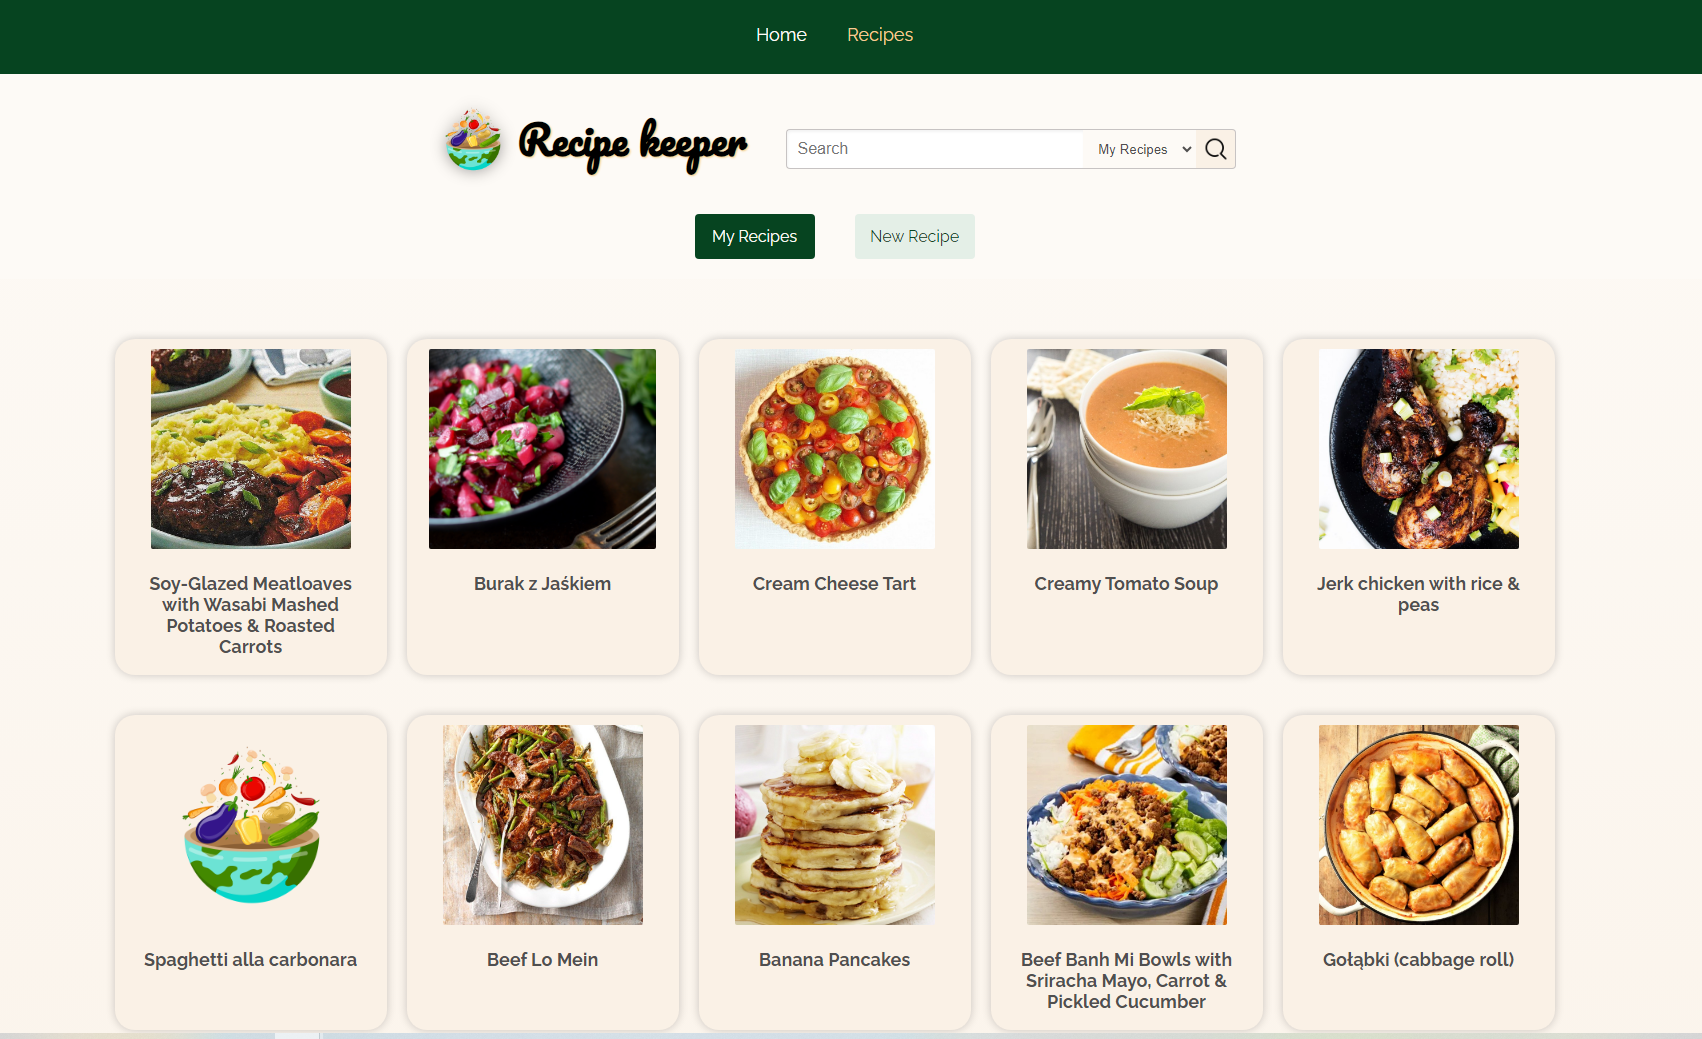 Home
Recipes
Recipe keeper
Search
My Recipes
My Recipes
New Recipe
Soy-Glazed Meatloaves
with Wasabi Mashed
Potatoes & Roasted
Carrots
Burak z Jaśkiem
Cream Cheese Tart
Creamy Tomato Soup
Jerk chicken with rice &
peas
Spaghetti alla carbonara
Beef Lo Mein
Banana Pancakes
Beef Banh Mi Bowls with
Sriracha Mayo, Carrot &
Pickled Cucumber
Gołąbki (cabbage roll)